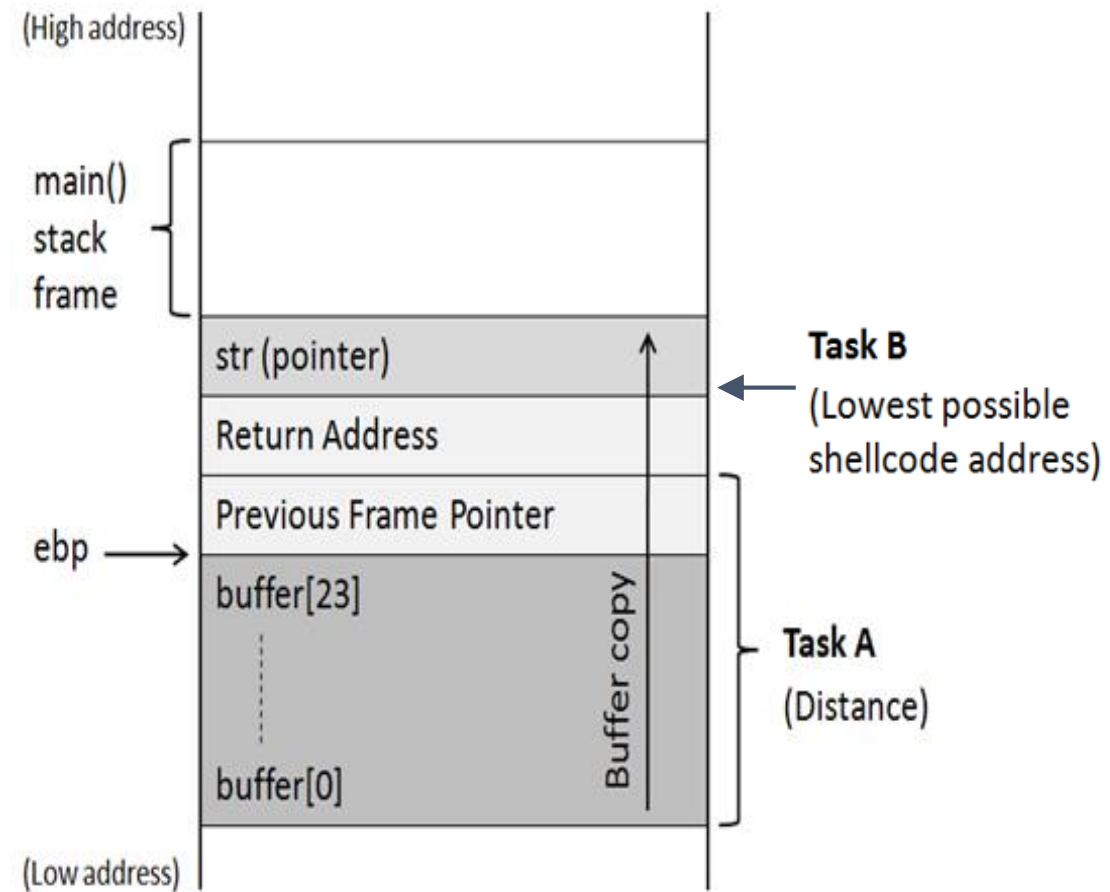 (High address)
main()
stack
frame
str (pointer)
Task B
(Lowest possible
shellcode address)
Return Address
Previous Frame Pointer
ebp
buffer[23]
Buffer copy
Task A
(Distance)
buffer[0]
(Low address)